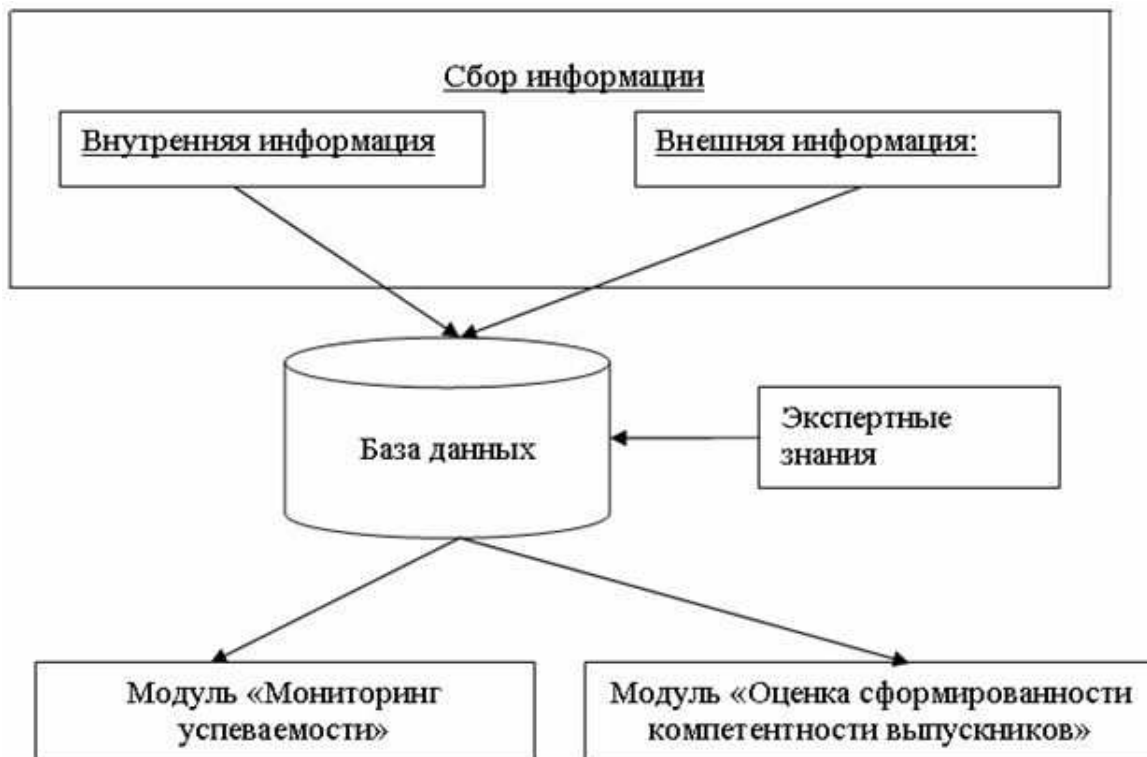 Сбор информации
Внутренняя информация
Внешняя информация:
База данных
Экспертные
знания
Модуль «Мониторинг
успеваемости»
Модуль «Оценка сформированности
компетентности выпускников»